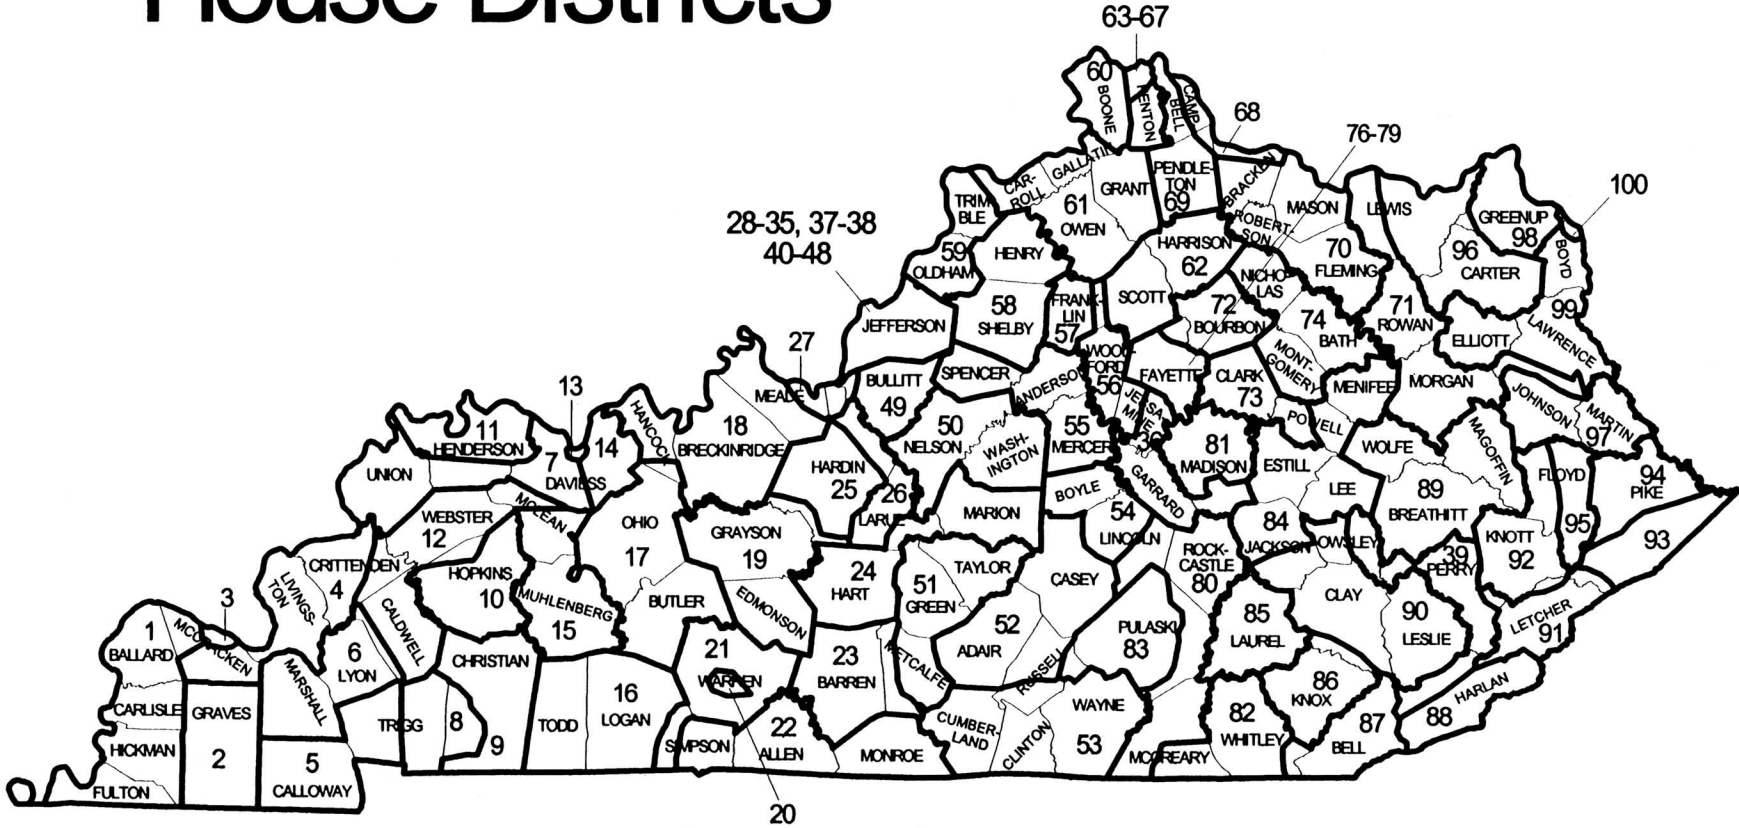 House Districts
63-67
60
BOONE
KENTON
CAMP-
BELL
68
76-79
100
28-35, 37-38
40-48
TRIM
BLE
CAR-
ROLL
GALLATIN
GRANT
PENDLE-
TON
69
BRACKEN
ROBERT-
SON
MASON
LEWIS
GREENUP
98
BOYD
61
OWEN
HENRY
59
OLDHAM
HARRISON
62
NICHO-
LAS
70
FLEMING
96
CARTER
99
LAWRENCE
JEFFERSON
58
SHELBY
FRANK-
LIN
57
SCOTT
72
BOURBON
74
BATH
71
ROWAN
ELLIOTT
27
MEADE
BULLITT
49
SPENCER
ANDERSON
WOOD-
FORD
56
FAYETTE
CLARK
73
MONT-
GOMERY
MENIFEE
MORGAN
JOHNSON
MARTIN
97
13
HANCOCK
18
BRECKINRIDGE
11
HENDERSON
7
DAVIESS
14
UNION
50
NELSON
WASH-
INGTON
55
MERCER
JESSA-
MINE
36
81
MADISON
POWELL
ESTILL
WOLFE
MAGOFFIN
FLOYD
94
PIKE
HARDIN
25
26
LARUE
BOYLE
54
GARRARD
LINCOLN
LEE
89
BREATHITT
95
93
MCLEAN
WEBSTER
12
OHIO
17
GRAYSON
19
MARION
84
JACKSON
OWSLEY
39
PERRY
KNOTT
92
CRITTENDEN
4
LIVINGS-
TON
HOPKINS
10
MUHLENBERG
15
BUTLER
EDMONSON
24
HART
51
GREEN
TAYLOR
CASEY
ROCK-
CASTLE
80
CLAY
90
LESLIE
LETCHER
91
3
1
BALLARD
MCCRACKEN
6
LYON
CALDWELL
CHRISTIAN
21
WARREN
23
BARREN
METCALFE
52
ADAIR
RUSSELL
PULASKI
83
85
LAUREL
86
KNOX
HARLAN
88
CARLISLE
GRAVES
MARSHALL
TRIGG
8
9
TODD
16
LOGAN
SIMPSON
22
ALLEN
MONROE
CUMBER-
LAND
CLINTON
WAYNE
53
MCCREARY
82
WHITLEY
87
BELL
HICKMAN
2
5
CALLOWAY
FULTON
20